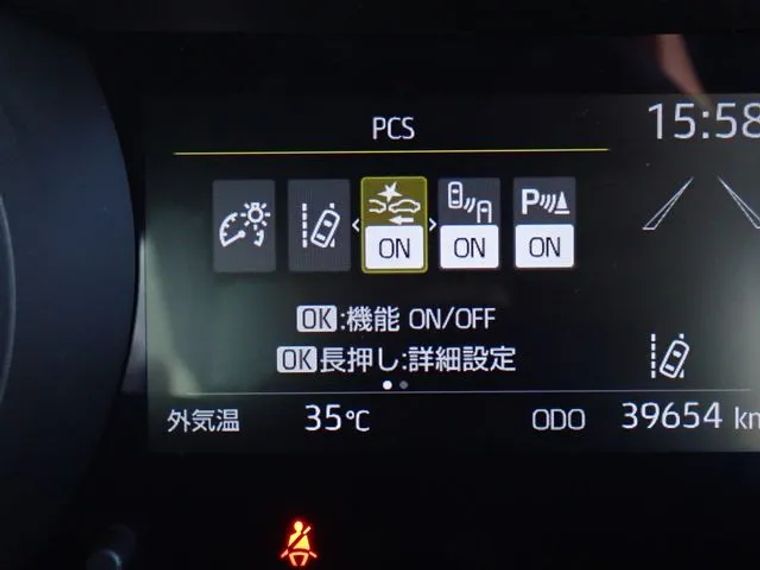 PCS
15:58
ON ON P ON
OK:機能 ON/OFF
OK長押し:詳細設定
外気温 35℃ ODO 39654 km